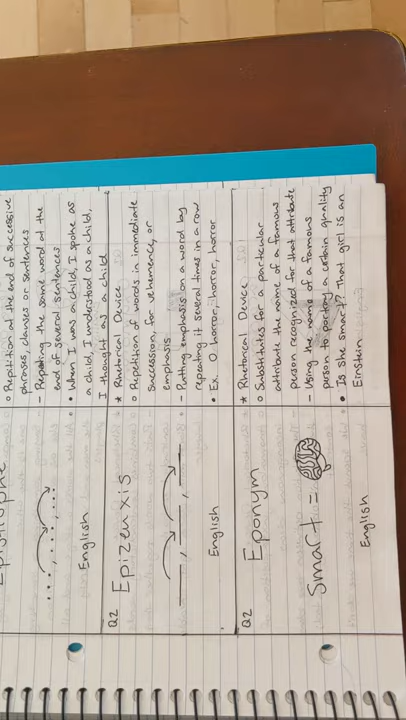 Epistrophe
English
o Repitition at the end of successive
phrases, clauses or sentences
- Repeating the same word at the
end of several sentences
• When I was a child, I spoke as
a child, I understood as a child,
I thought as a child
Q2
Epizeuxis
English
* Rhetorical Device
o Repetition of words in immediate
succession, for vehemence, or
emphasis
- Putting emphasis on a word by
repeating it several times in a row
• Ex. O horror, horror, horror
Q2
Eponym
Smart =
English
* Rhetorical Device
o Substitutes for a particular
attribute the name of a famous
person recognized for that attribute
- Using the name of a famous
person to portray a certain quality
• Is she smart? That girl is an
Einstein